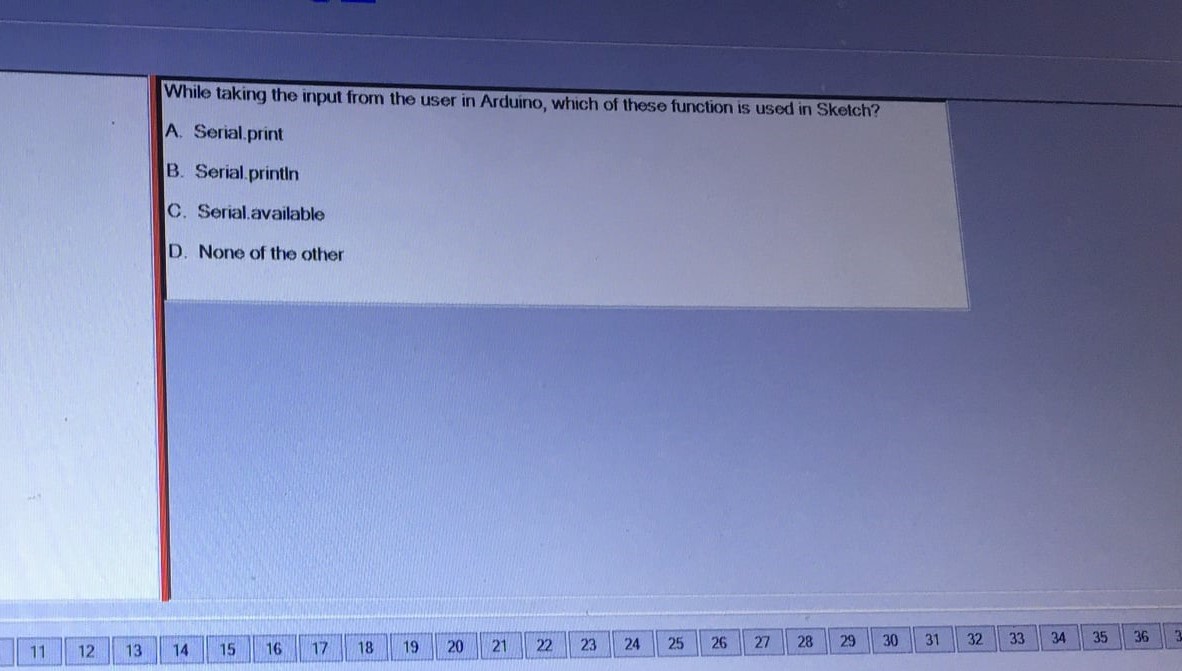 While taking the input from the user in Arduino, which of these function is used in Sketch?
A. Serial.print
B. Serial.println
C. Serial.available
D. None of the other
11 12 13 14 15 16 17 18 19 20 21 22 23 24 25 26 27 28 29 30 31 32 33 34 35 36